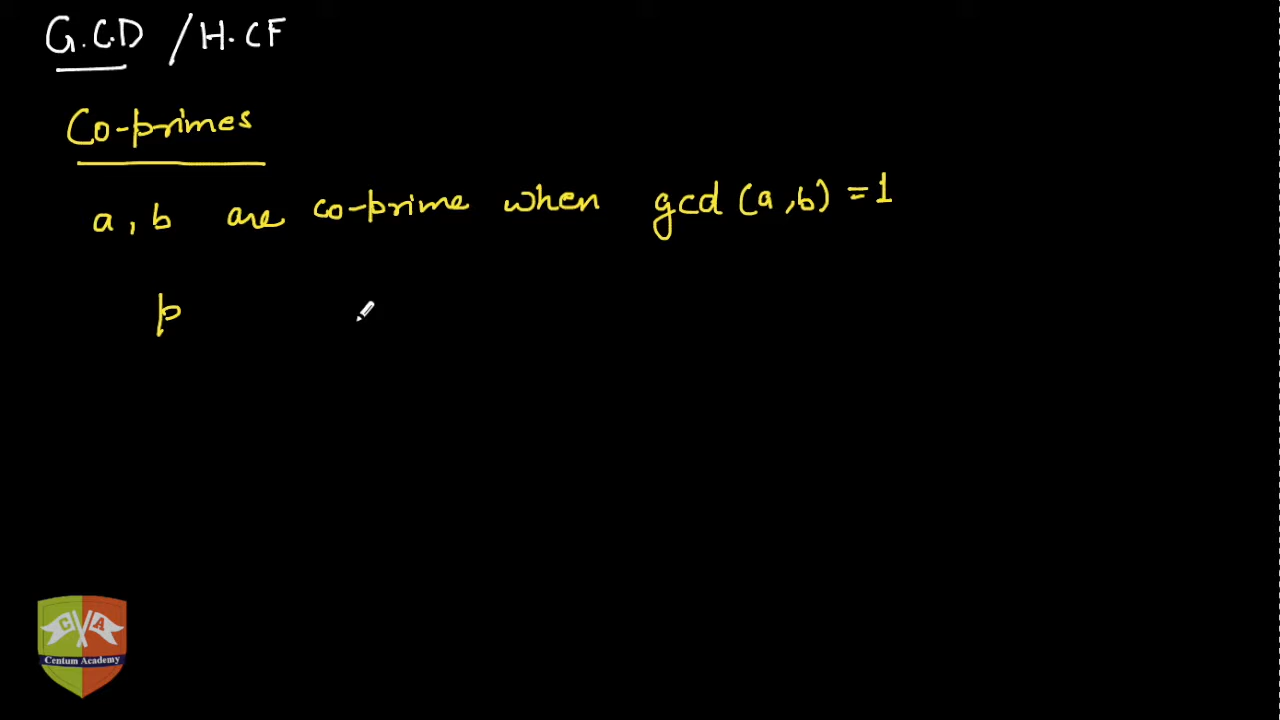 G.C.D / H.CF
Co-primes
a, b are co-prime when gcd (a, b) = 1
p
C A
Centum Academy